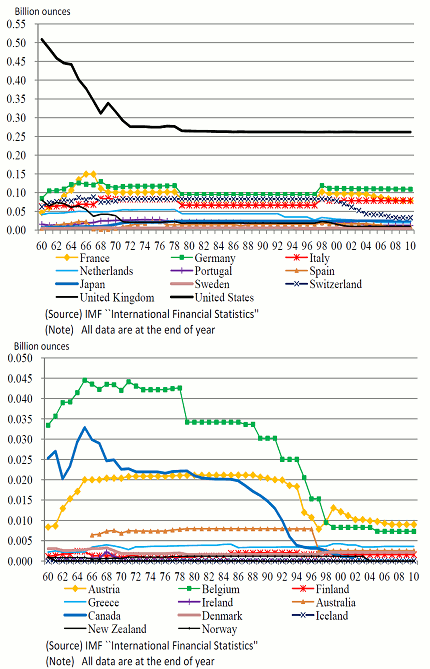 Billion ounces
0.55
0.50
0.45
0.40
0.35
0.30
0.25
0.20
0.15
0.10
0.05
0.00
60 62 64 66 68 70 72 74 76 78 80 82 84 86 88 90 92 94 96 98 00 02 04 06 08 10
France Germany Italy
Netherlands Portugal Spain
Japan Sweden Switzerland
United Kingdom United States
(Source) IMF ``International Financial Statistics"
(Note) All data are at the end of year
Billion ounces
0.050
0.045
0.040
0.035
0.030
0.025
0.020
0.015
0.010
0.005
0.000
60 62 64 66 68 70 72 74 76 78 80 82 84 86 88 90 92 94 96 98 00 02 04 06 08 10
Austria Belgium Finland
Greece Ireland Australia
Canada Denmark Iceland
New Zealand Norway
(Source) IMF ``International Financial Statistics"
(Note) All data are at the end of year